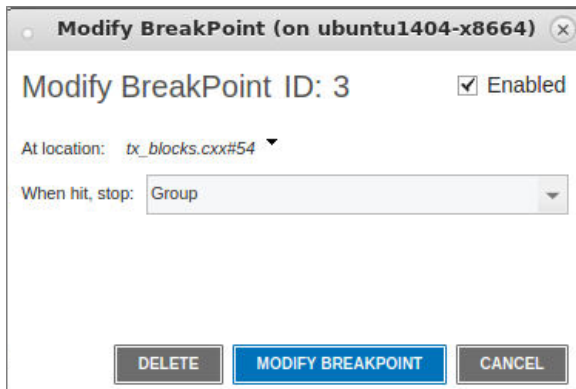 Modify BreakPoint (on ubuntu1404-x8664)
Modify BreakPoint ID: 3 Enabled
At location: tx_blocks.cxx#54
When hit, stop: Group
DELETE MODIFY BREAKPOINT CANCEL